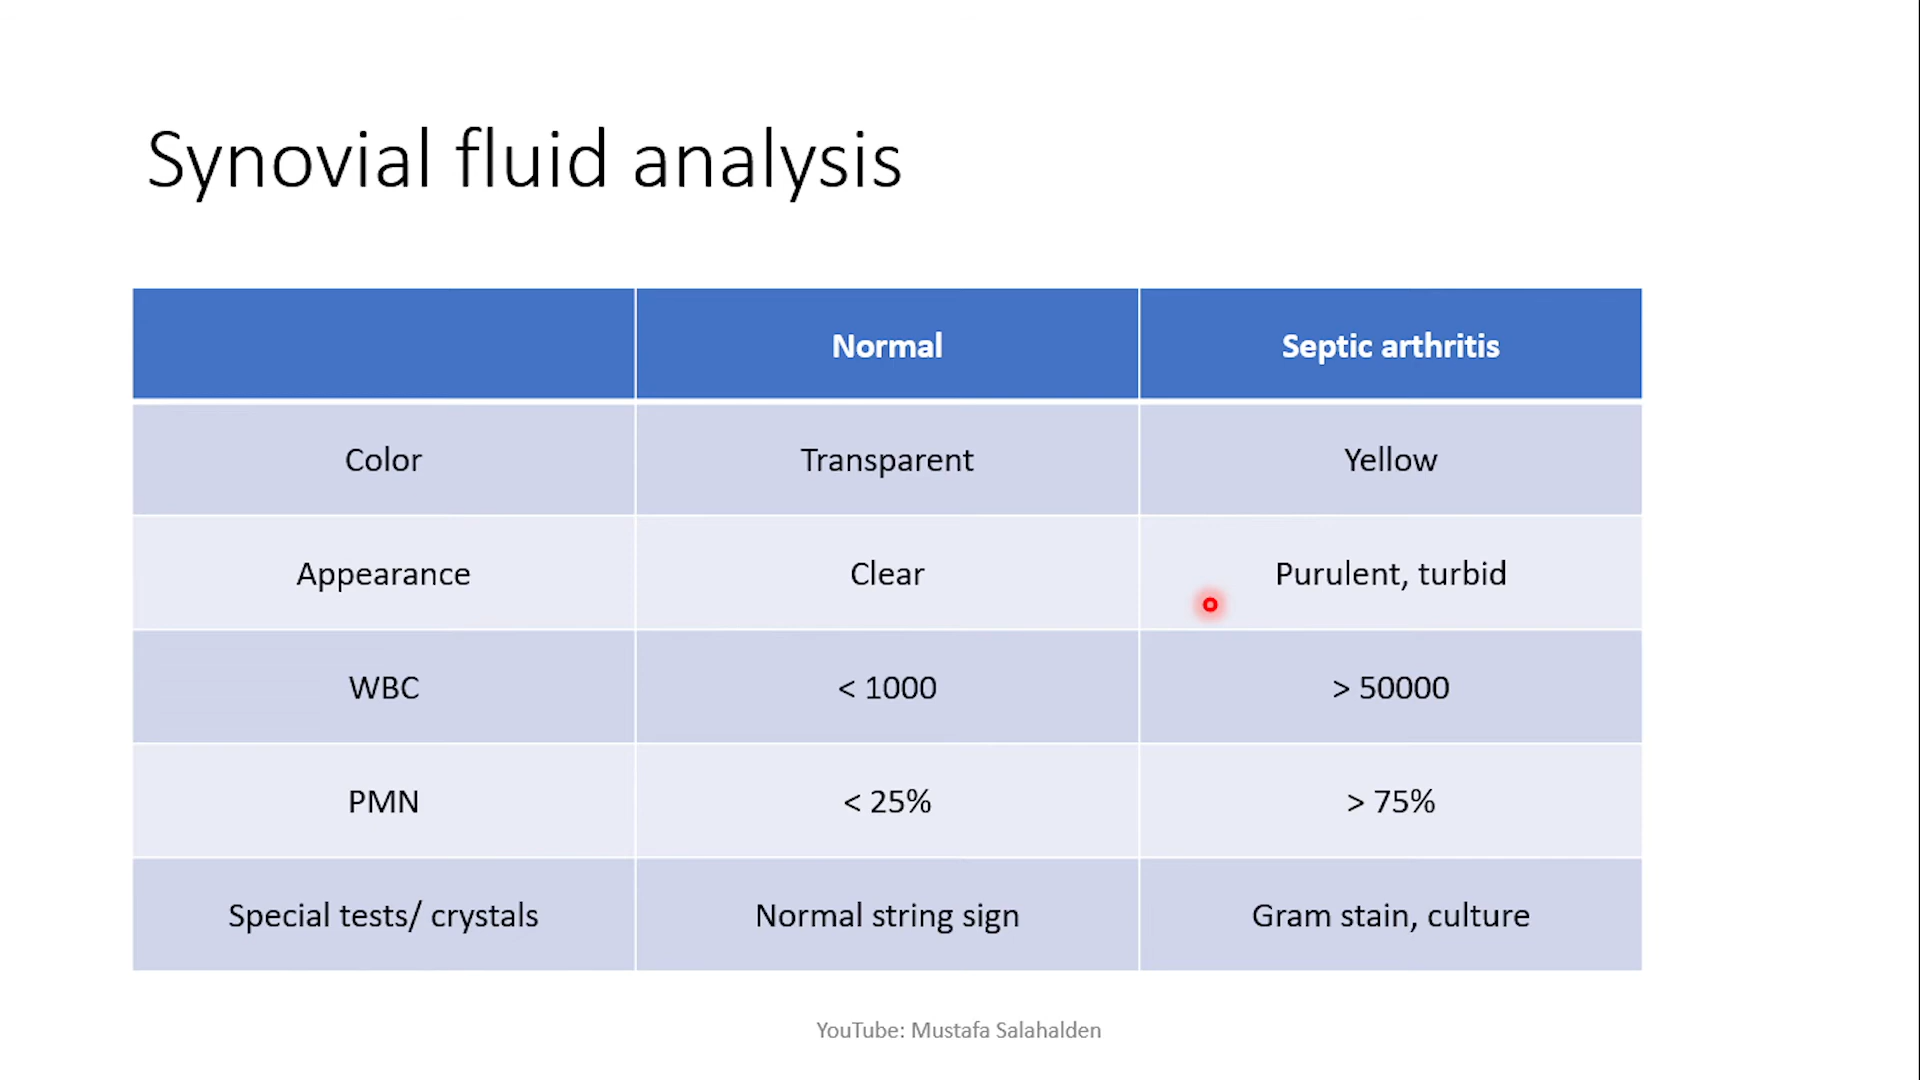 Synovial fluid analysis
Normal
Septic arthritis
Color
Transparent
Yellow
Appearance
Clear
Purulent, turbid
WBC
< 1000
> 50000
PMN
< 25%
> 75%
Special tests/ crystals
Normal string sign
Gram stain, culture
YouTube: Mustafa Salahalden